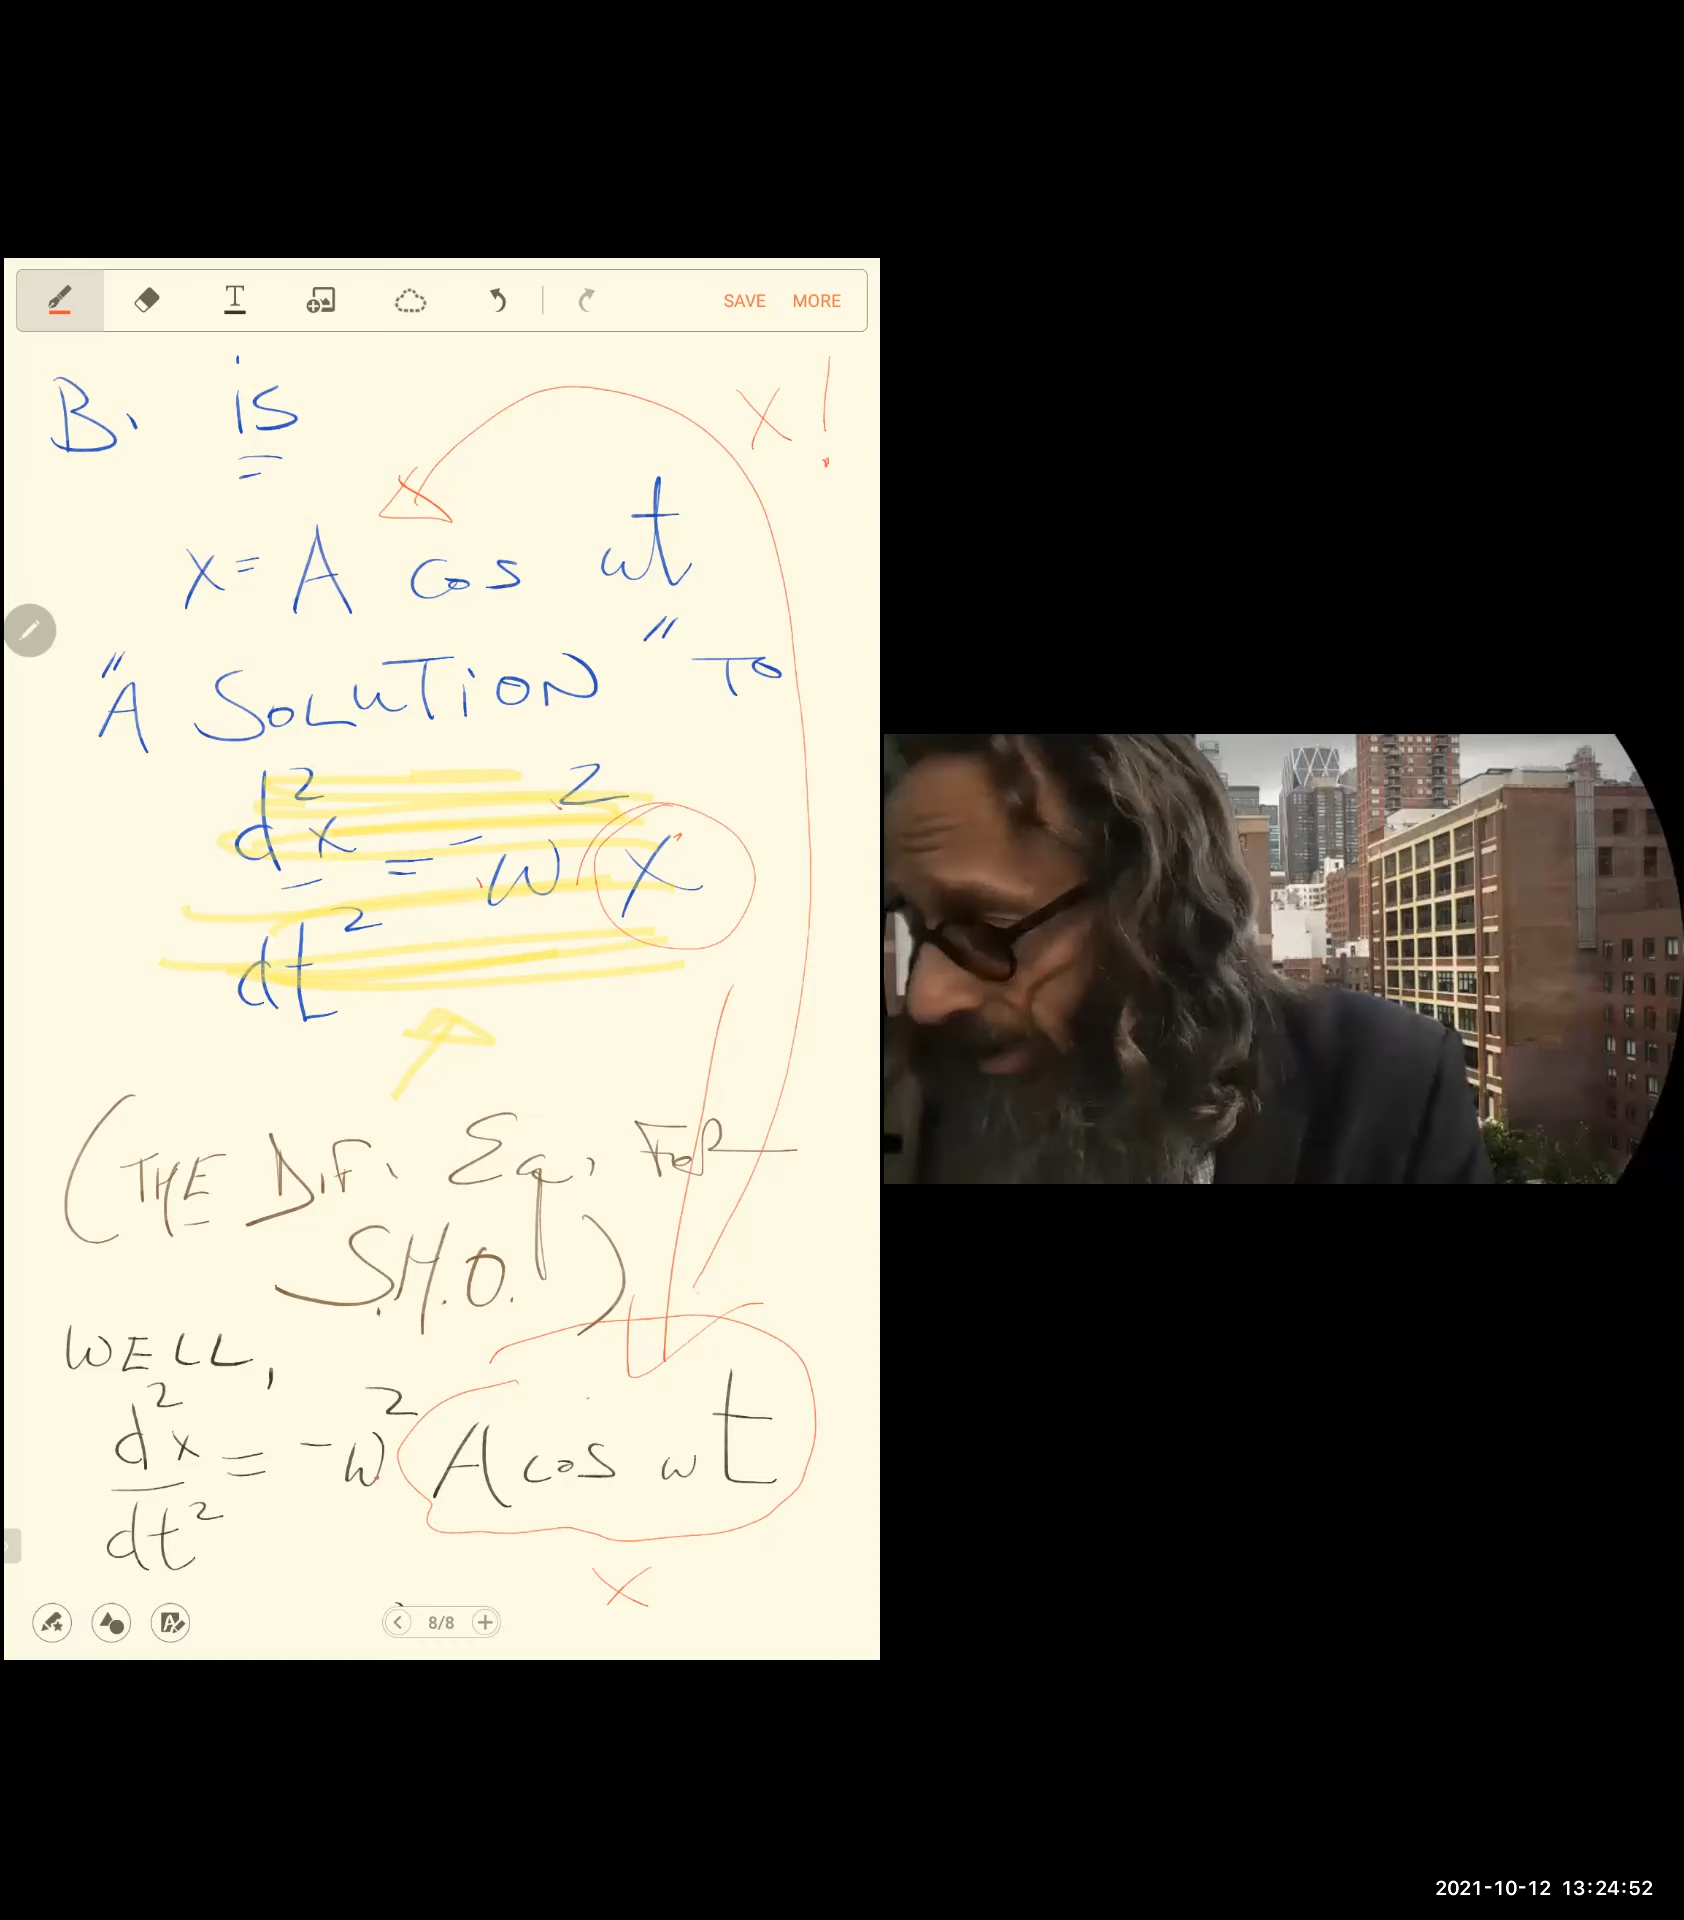 SAVE MORE
B. is X!
x = A cos ωt
"A SOLUTION" TO
d²x/dt² = -ω² X
(THE DIF. Eq. FOR
S.H.O.)
WELL,
d²x/dt² = -ω² A cos ωt
X
8/8
2021-10-12 13:24:52